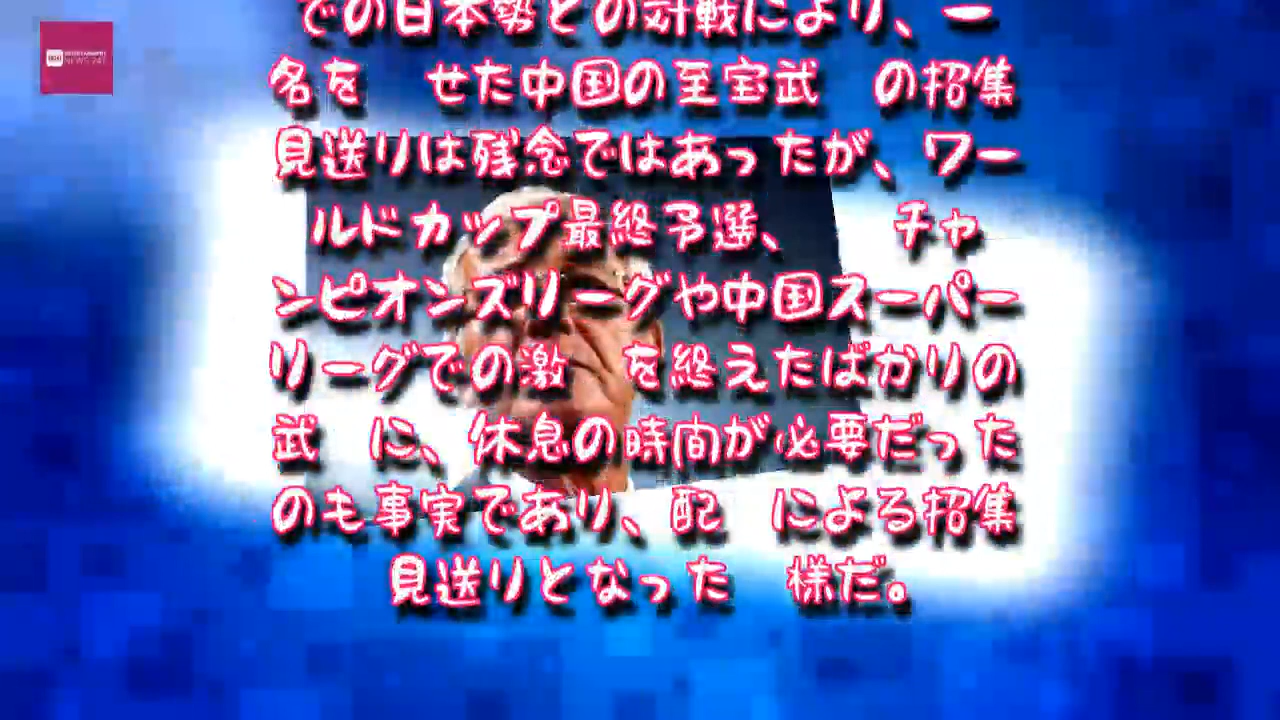 での日本勢との対戦により、一
名を　せた中国の至宝武　の招集
見送りは残念ではあったが、ワー
ルドカップ最終予選、　　チャ
ンピオンズリーグや中国スーパー
リーグでの激　を終えたばかりの
武　に、休息の時間が必要だった
のも事実であり、配　による招集
見送りとなった　様だ。
ENTERTAINMENT
NEWS 247